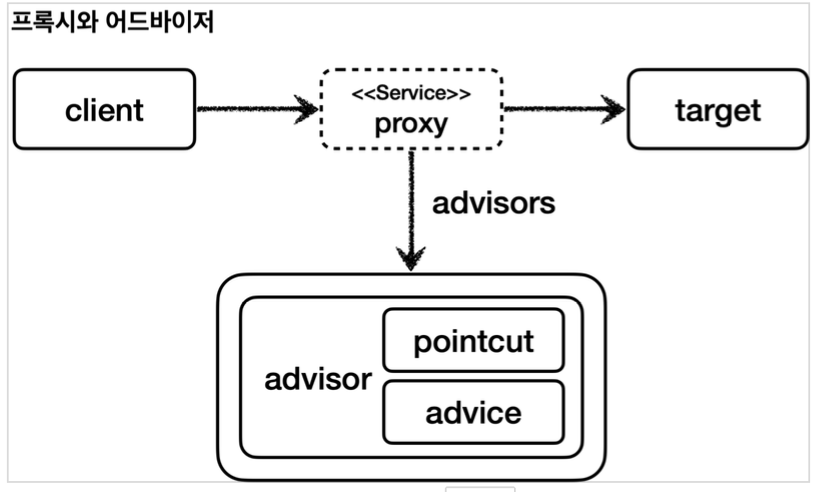 프록시와 어드바이저
client
<<Service>>
proxy
target
advisors
advisor
pointcut
advice